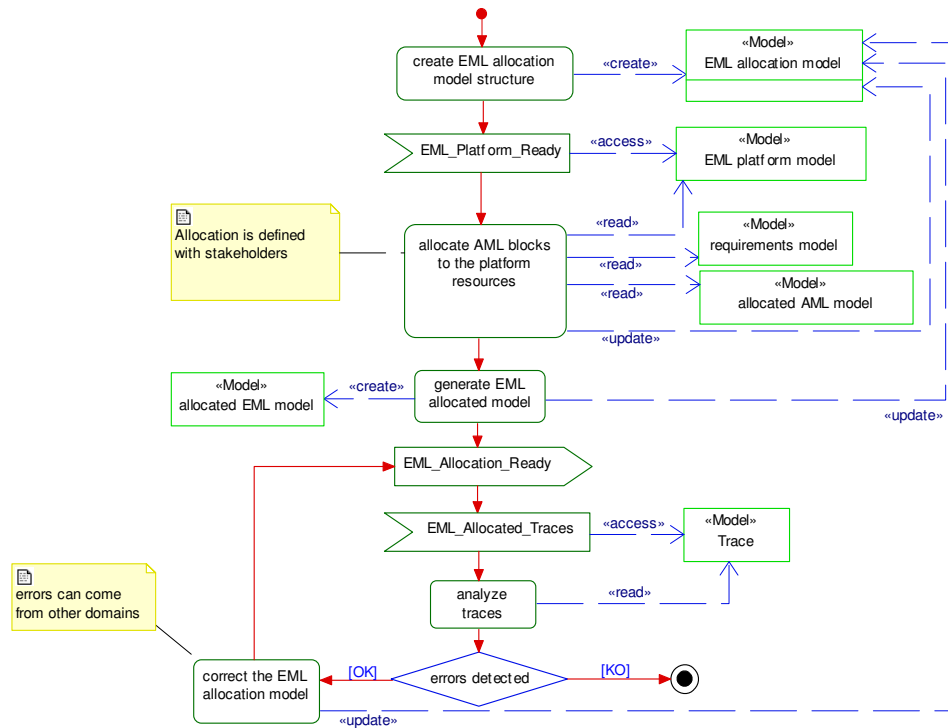 create EML allocation
model structure
«create»
«Model»
EML allocation model
EML_Platform_Ready
«access»
«Model»
EML platform model
Allocation is defined
with stakeholders
allocate AML blocks
to the platform
resources
«read»
«read»
«read»
«update»
«Model»
requirements model
«Model»
allocated AML model
«Model»
allocated EML model
«create»
generate EML
allocated model
«update»
EML_Allocation_Ready
EML_Allocated_Traces
«access»
«Model»
Trace
analyze
traces
«read»
errors can come
from other domains
errors detected
[OK]
[KO]
correct the EML
allocation model
«update»